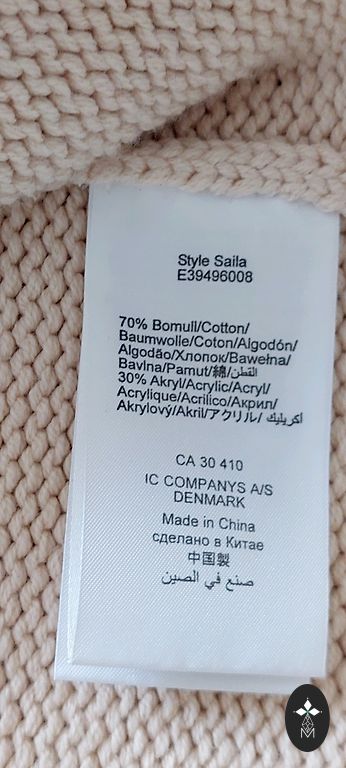 Style Saila
E39496008
70% Bomull/Cotton/
Baumwolle/Coton/Algodón/
Algodão/Хлопок/Bawełna/
Bavlna/Pamut/綿/القطن
30% Akryl/Acrylic/Acryl/
Acrylique/Acrilico/Акрил/
Akrylový/Akril/アクリル/ أكريليك
CA 30 410
IC COMPANYS A/S
DENMARK
Made in China
сделано в Китае
中国製
صنع في الصين
M